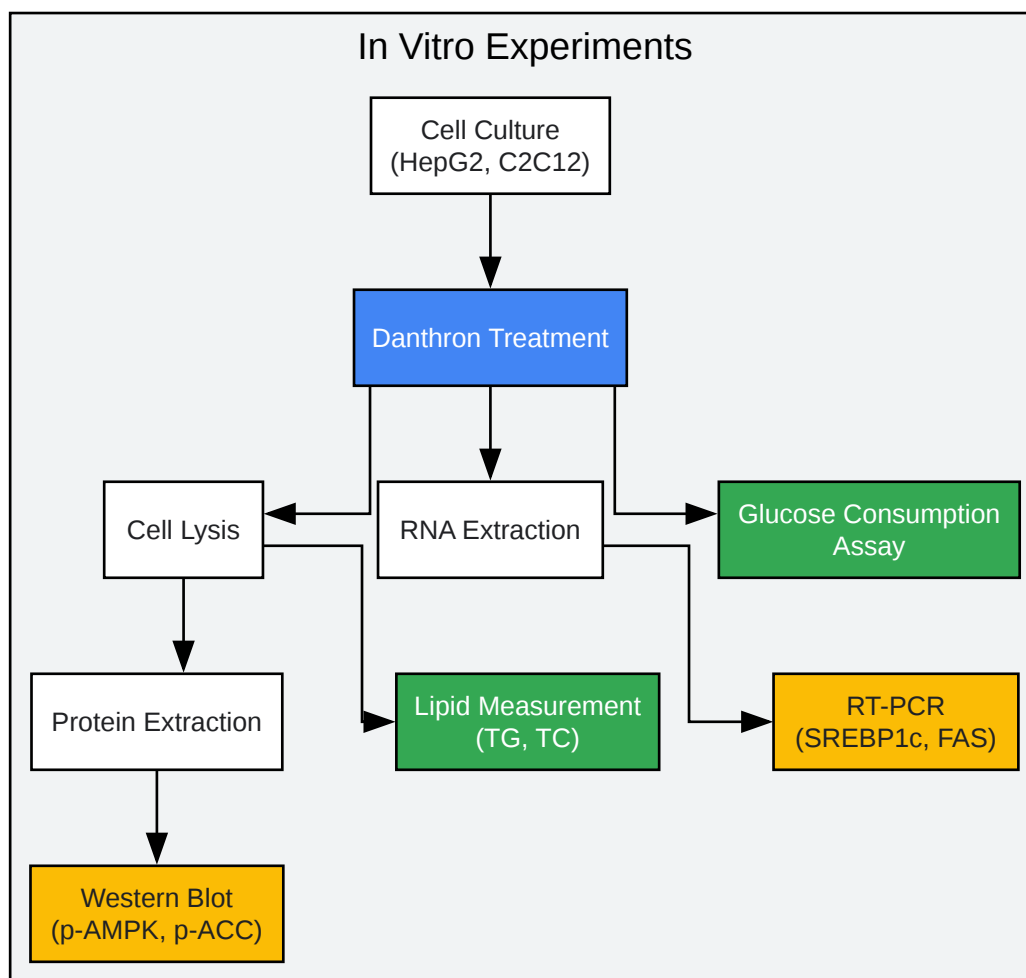 In Vitro Experiments
Cell Culture
(HepG2, C2C12)
Danthron Treatment
Cell Lysis
RNA Extraction
Glucose Consumption
Assay
Protein Extraction
Lipid Measurement
(TG, TC)
RT-PCR
(SREBP1c, FAS)
Western Blot
(p-AMPK, p-ACC)